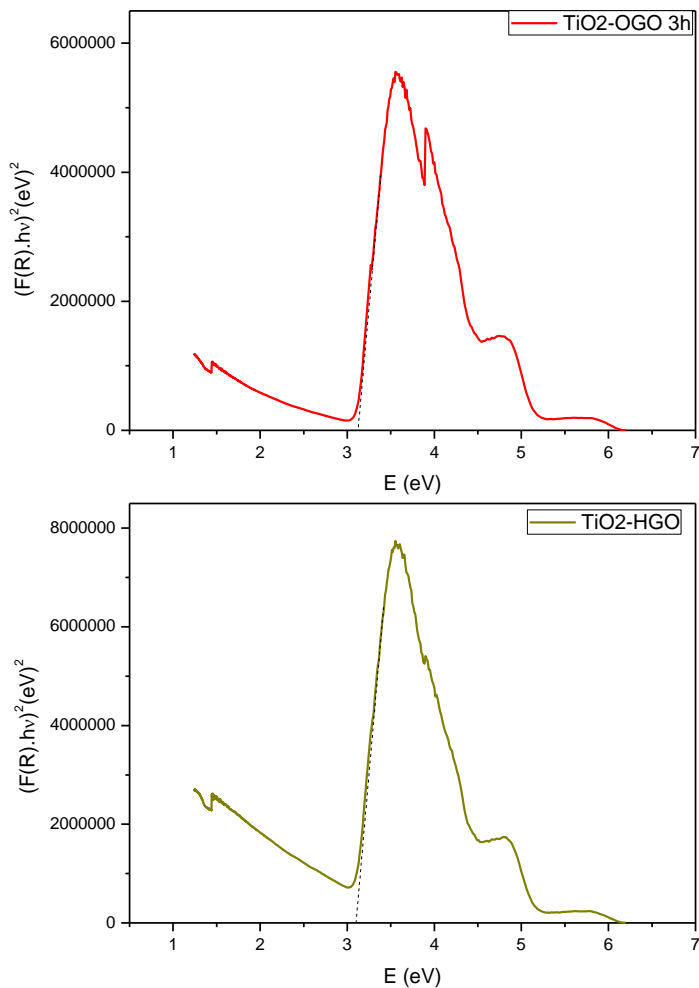 TiO2-OGO 3h
6000000
4000000
2000000
0
(F(R).hν)²(eV)²
1 2 3 4 5 6 7
E (eV)
TiO2-HGO
8000000
6000000
4000000
2000000
0
(F(R).hν)²(eV)²
1 2 3 4 5 6 7
E (eV)